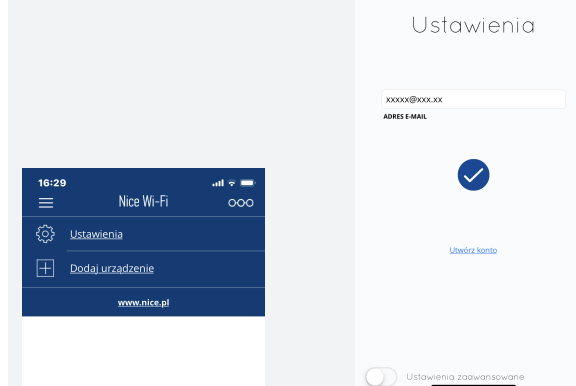 Ustawienia
xxxxx@xxx.xx
ADRES E-MAIL
16:29
Nice Wi-Fi
Ustawienia
Dodaj urządzenie
www.nice.pl
Utwórz konto
Ustawienia zaawansowane